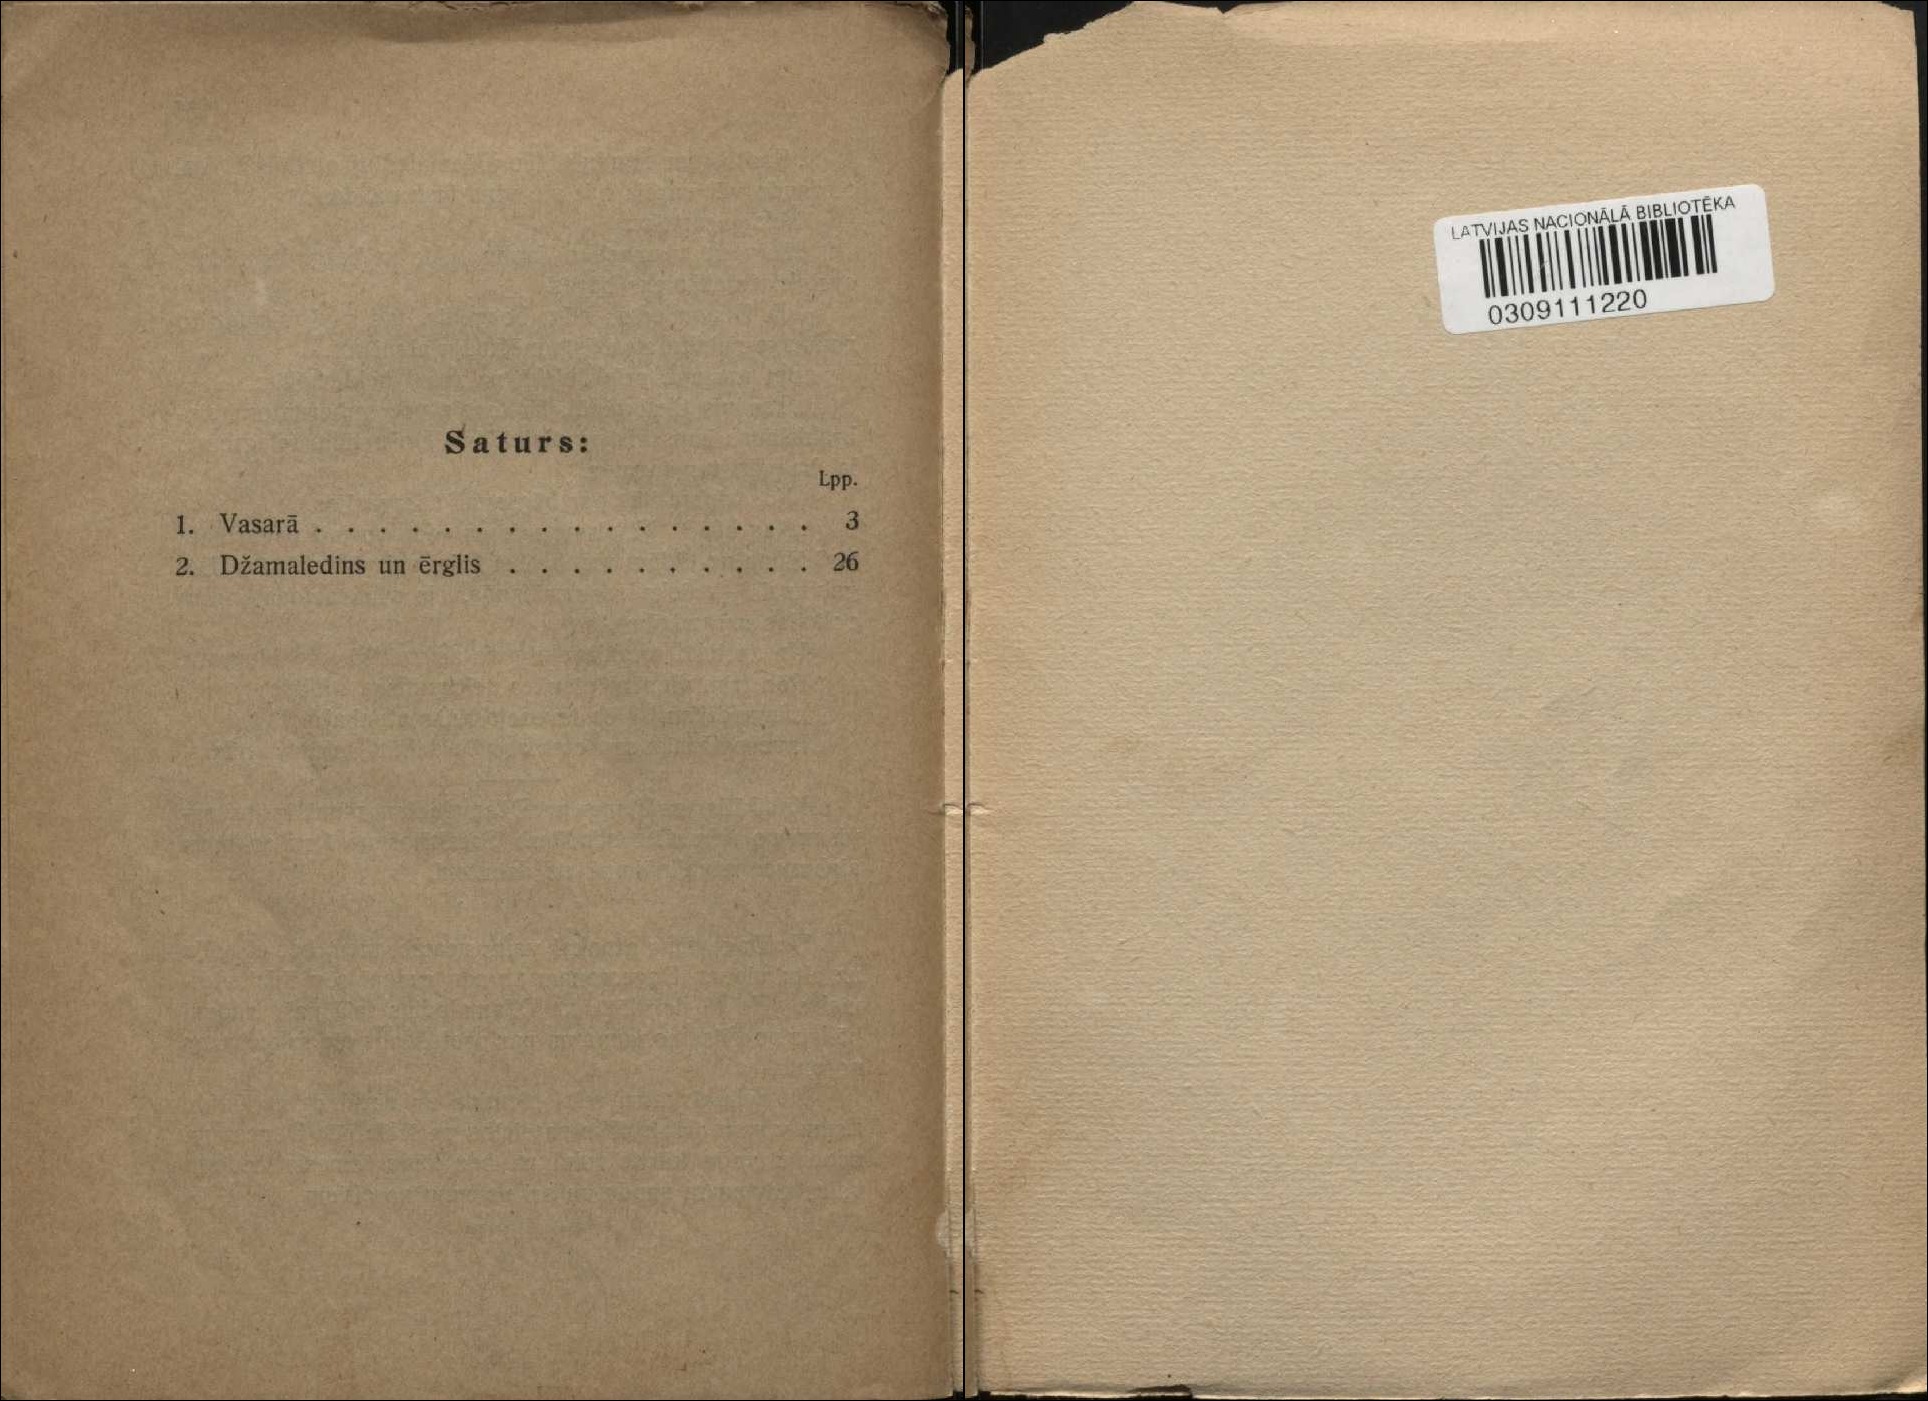 Saturs:
Lpp.
1. Vasarā . . . . . . . . . . . . . . . . 3
2. Džamaledins un ērglis . . . . . . . . . . 26
LATVIJAS NACIONĀLĀ BIBLIOTĒKA
0309111220